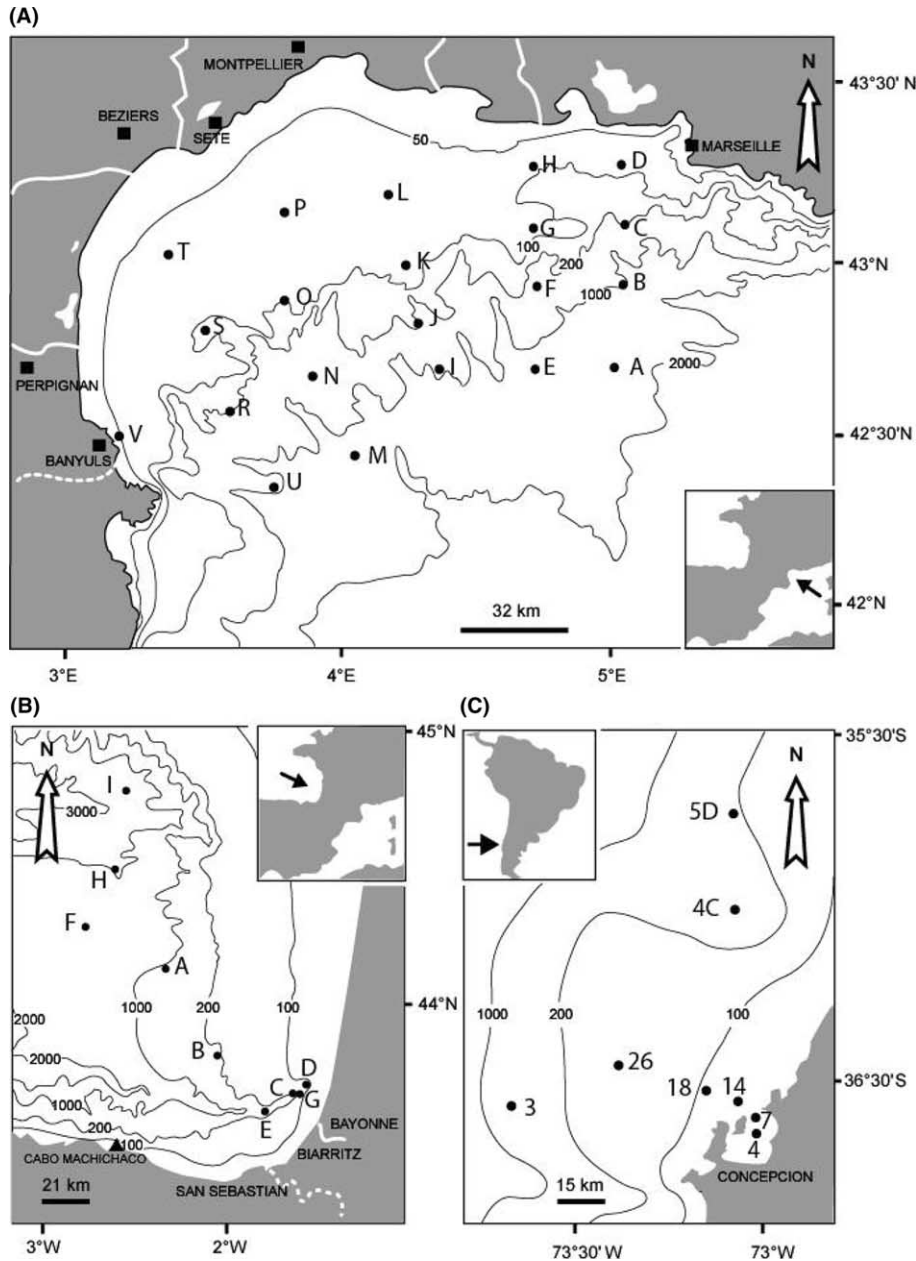 (A)
MONTPELLIER
N
43°30' N
BEZIERS
SETE
50
MARSEILLE
H
D
L
P
G
C
100
T
K
200
43°N
F
B
1000
O
J
S
2000
I
E
A
N
PERPIGNAN
R
V
42°30'N
BANYULS
M
U
32 km
42°N
3°E
4°E
5°E
(B)
45°N
N
I
3000
H
F
A
1000
200
100
44°N
2000
2000
B
D
C
G
1000
E
200
100
BAYONNE
BIARRITZ
CABO MACHICHACO
SAN SEBASTIAN
21 km
3°W
2°W
(C)
35°30'S
N
5D
4C
1000
200
100
26
36°30'S
18
14
3
7
4
CONCEPCION
15 km
73°30'W
73°W